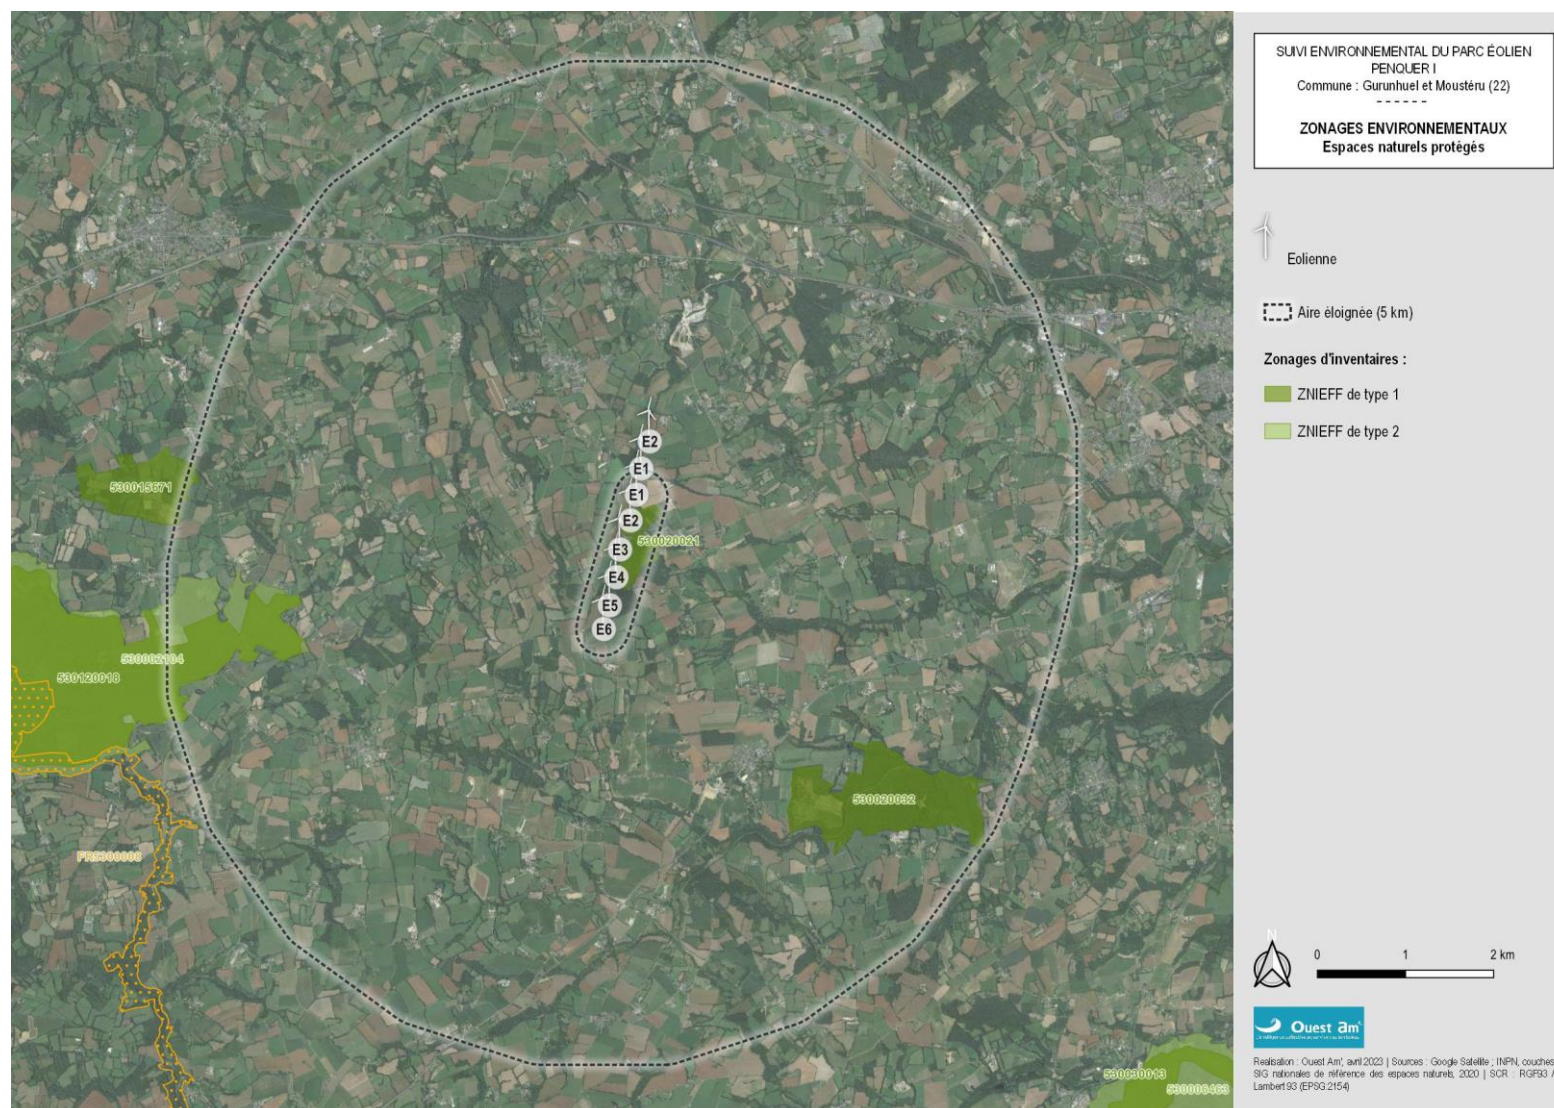 SUIVI ENVIRONNEMENTAL DU PARC ÉOLIEN
PENQUER I
Commune : Gurunhuel et Moustéru (22)
- - - - - -
ZONAGES ENVIRONNEMENTAUX
Espaces naturels protégés
Eolienne
Aire éloignée (5 km)
Zonages d'inventaires :
ZNIEFF de type 1
ZNIEFF de type 2
E2
E1
E1
E2
E3
E4
E5
E6
530015671
530020021
530002104
530120018
530020032
FR5300008
530030013
530006463
N
0 1 2 km
Ouest am'
Realisation : Ouest Am', avril 2023 | Sources : Google Satellite ; INPN, couches
SIG nationales de référence des espaces naturels, 2020 | SCR : RGF93 /
Lambert 93 (EPSG:2154)